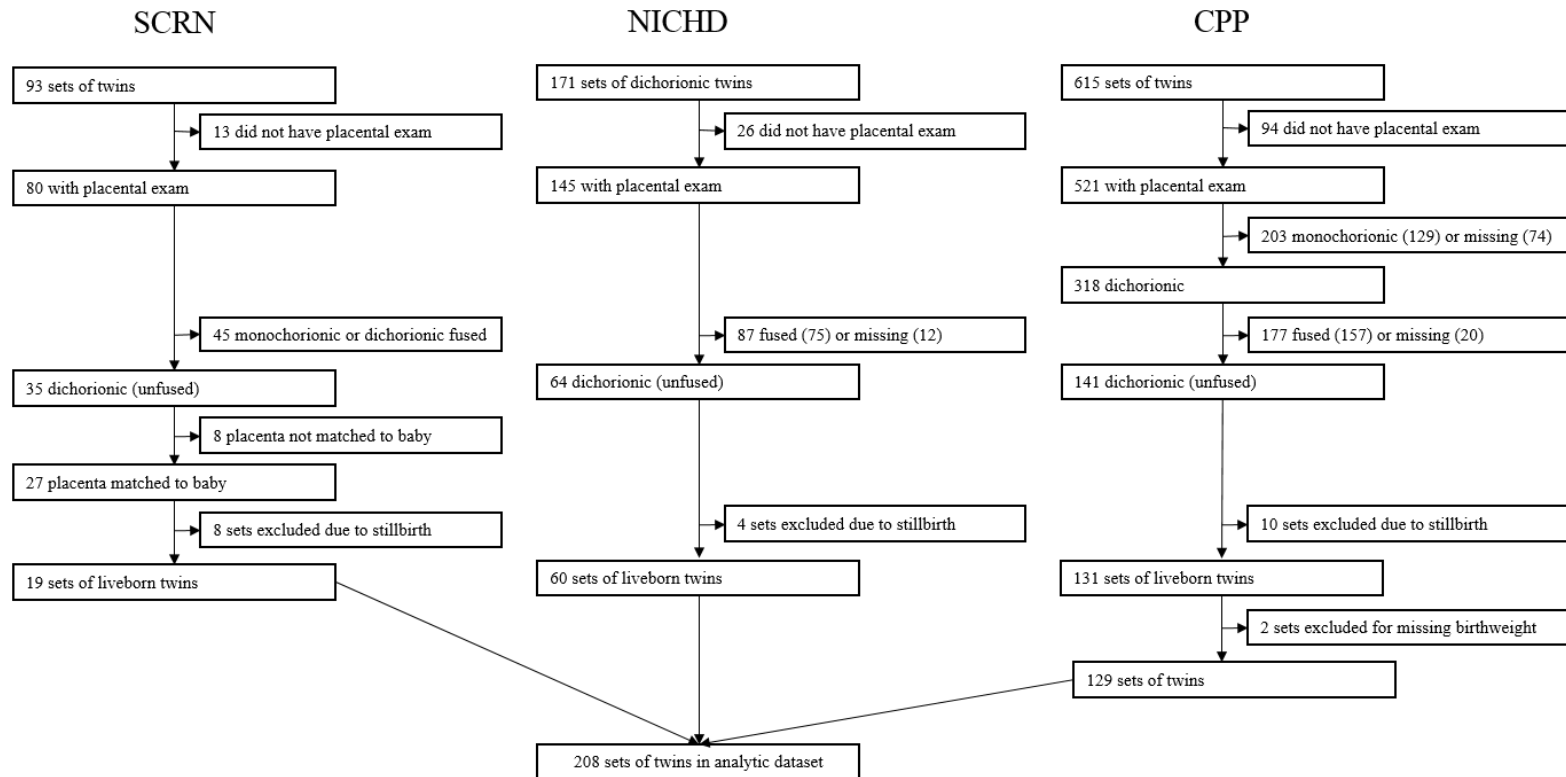 SCRN
93 sets of twins
13 did not have placental exam
80 with placental exam
45 monochorionic or dichorionic fused
35 dichorionic (unfused)
8 placenta not matched to baby
27 placenta matched to baby
8 sets excluded due to stillbirth
19 sets of liveborn twins
NICHD
171 sets of dichorionic twins
26 did not have placental exam
145 with placental exam
87 fused (75) or missing (12)
64 dichorionic (unfused)
4 sets excluded due to stillbirth
60 sets of liveborn twins
CPP
615 sets of twins
94 did not have placental exam
521 with placental exam
203 monochorionic (129) or missing (74)
318 dichorionic
177 fused (157) or missing (20)
141 dichorionic (unfused)
10 sets excluded due to stillbirth
131 sets of liveborn twins
2 sets excluded for missing birthweight
129 sets of twins
208 sets of twins in analytic dataset